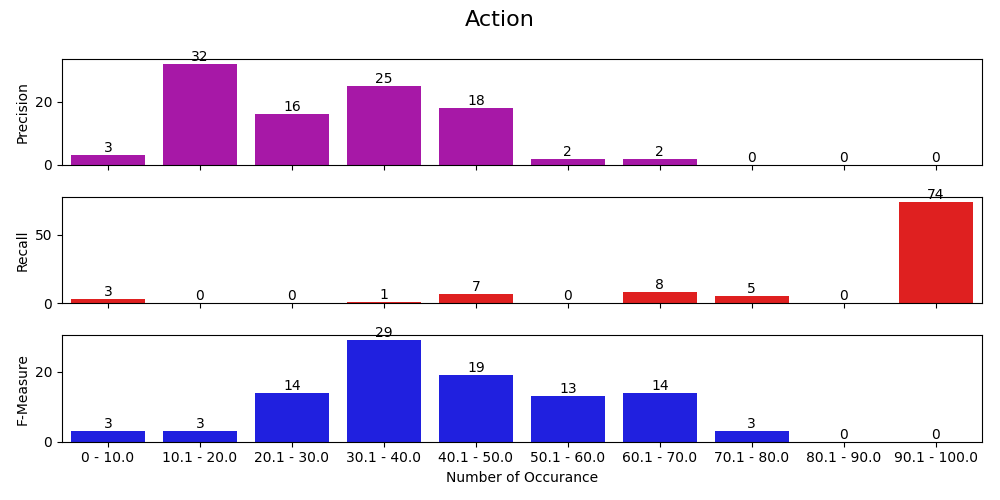 Action
Precision
20
0
3 32 16 25 18 2 2 0 0 0
Recall
50
0
3 0 0 1 7 0 8 5 0 74
F-Measure
20
0
3 3 14 29 19 13 14 3 0 0
0 - 10.0 10.1 - 20.0 20.1 - 30.0 30.1 - 40.0 40.1 - 50.0 50.1 - 60.0 60.1 - 70.0 70.1 - 80.0 80.1 - 90.0 90.1 - 100.0
Number of Occurance